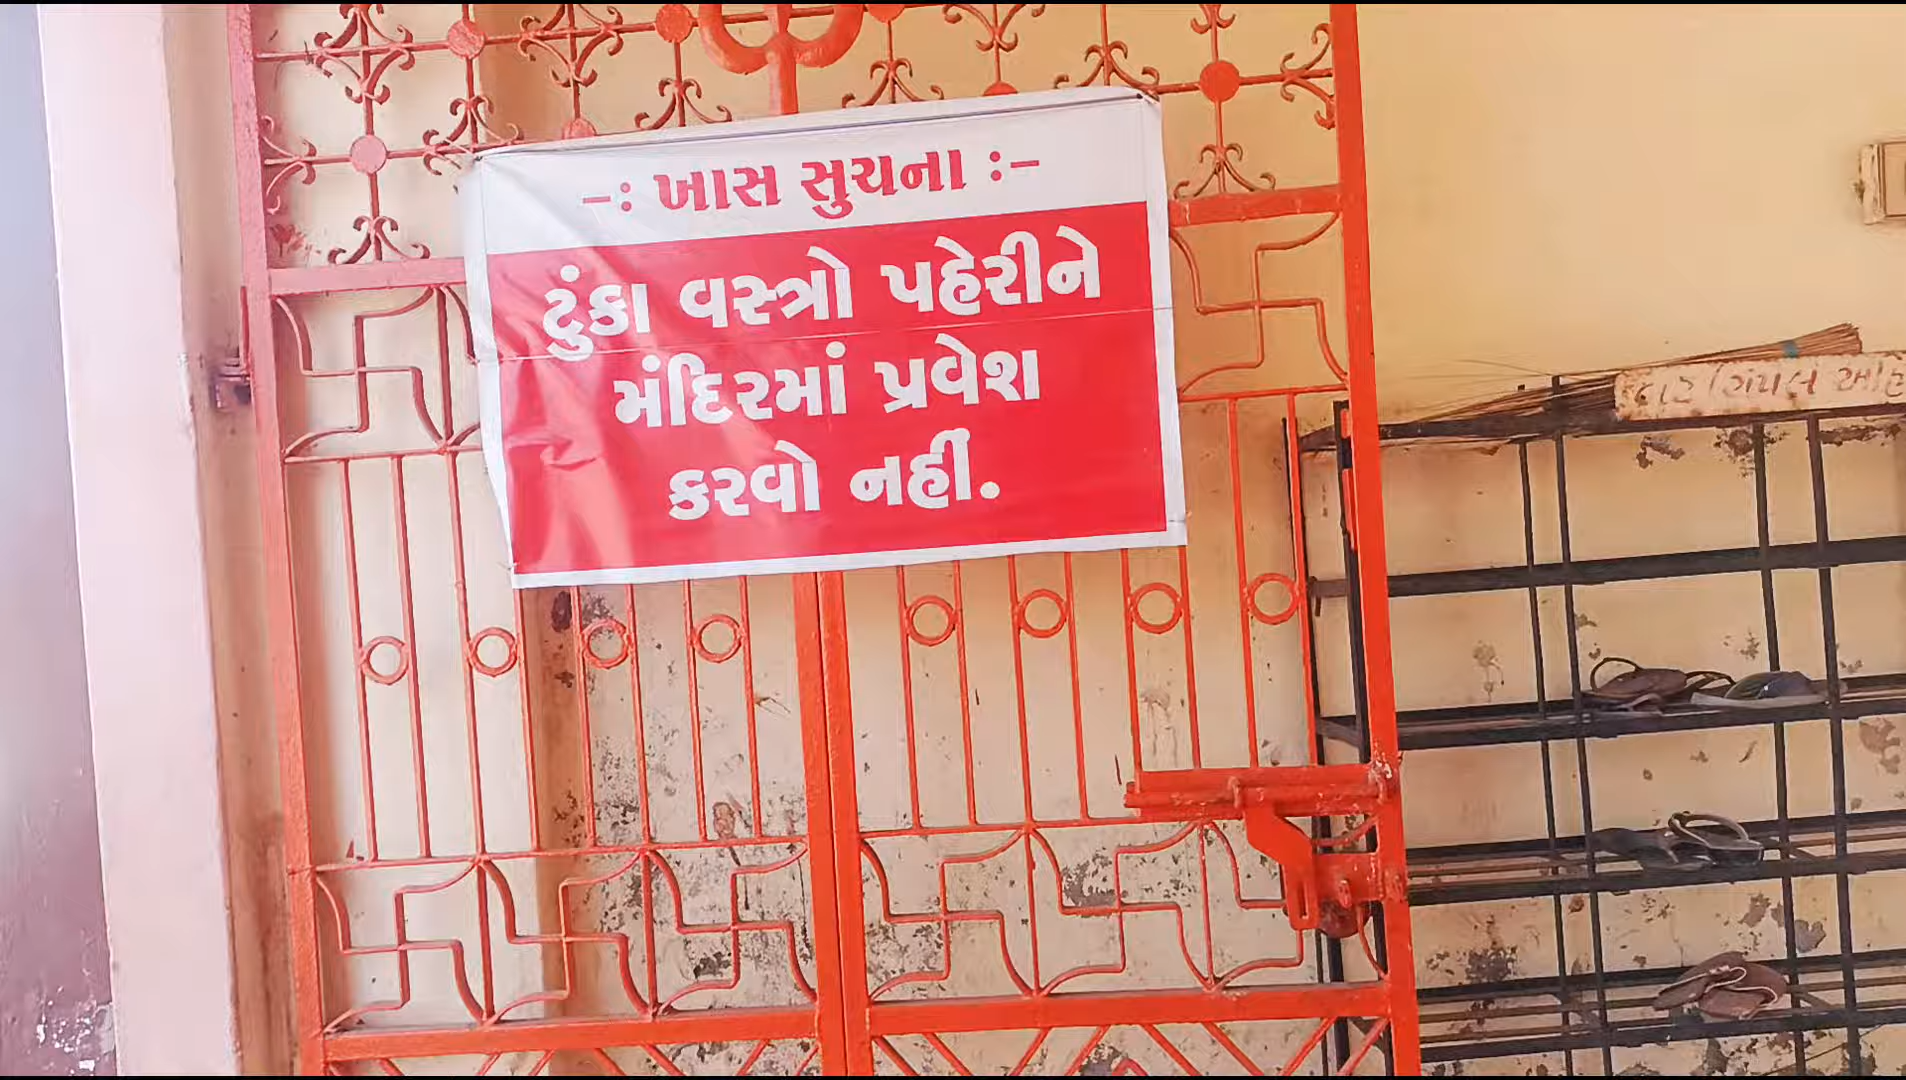 -: ખાસ સુચના :-
ટુંકા વસ્ત્રો પહેરીને
મંદિરમાં પ્રવેશ
કરવો નહીં.